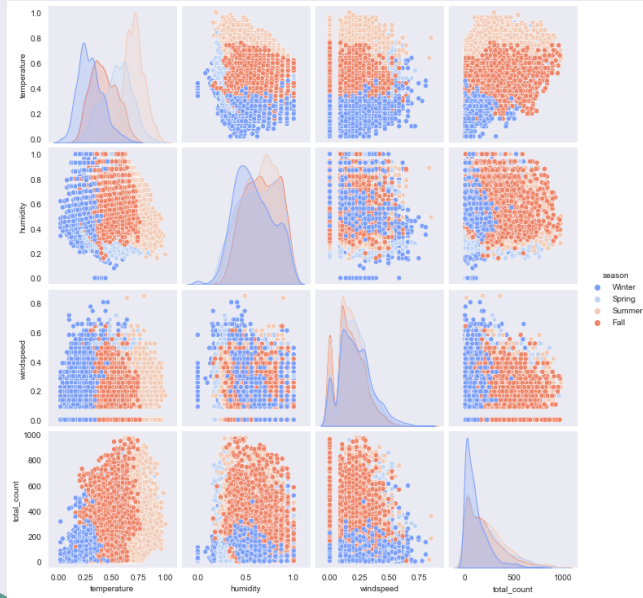 temperature
1.0
0.8
0.6
0.4
0.2
0.0
humidity
1.0
0.8
0.6
0.4
0.2
0.0
season
Winter
Spring
Summer
Fall
windspeed
0.8
0.6
0.4
0.2
0.0
total_count
1000
800
600
400
200
0
0.00 0.25 0.50 0.75 1.00 0.0 0.5 1.0 0.00 0.25 0.50 0.75 0 500 1000
temperature humidity windspeed total_count